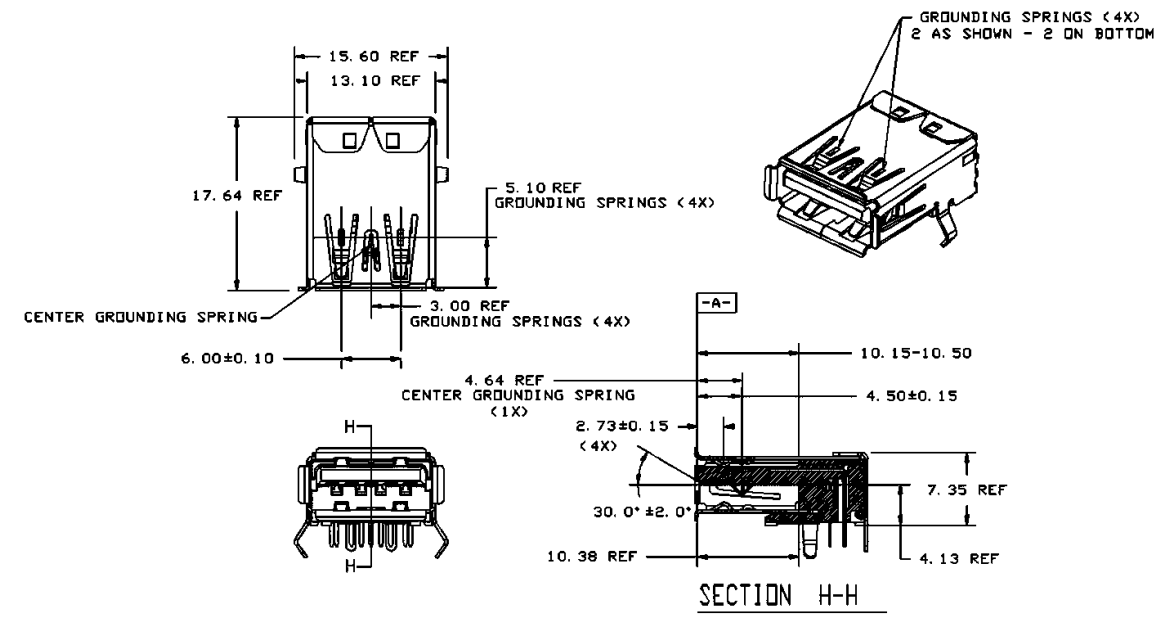 GROUNDING SPRINGS (4X)
2 AS SHOWN - 2 ON BOTTOM
15.60 REF
13.10 REF
17.64 REF
5.10 REF
GROUNDING SPRINGS (4X)
CENTER GROUNDING SPRING
3.00 REF
GROUNDING SPRINGS (4X)
6.00±0.10
-A-
10.15-10.50
4.64 REF
CENTER GROUNDING SPRING
(1X)
4.50±0.15
2.73±0.15
(4X)
H
30.0°±2.0°
7.35 REF
10.38 REF
4.13 REF
H
SECTION H-H